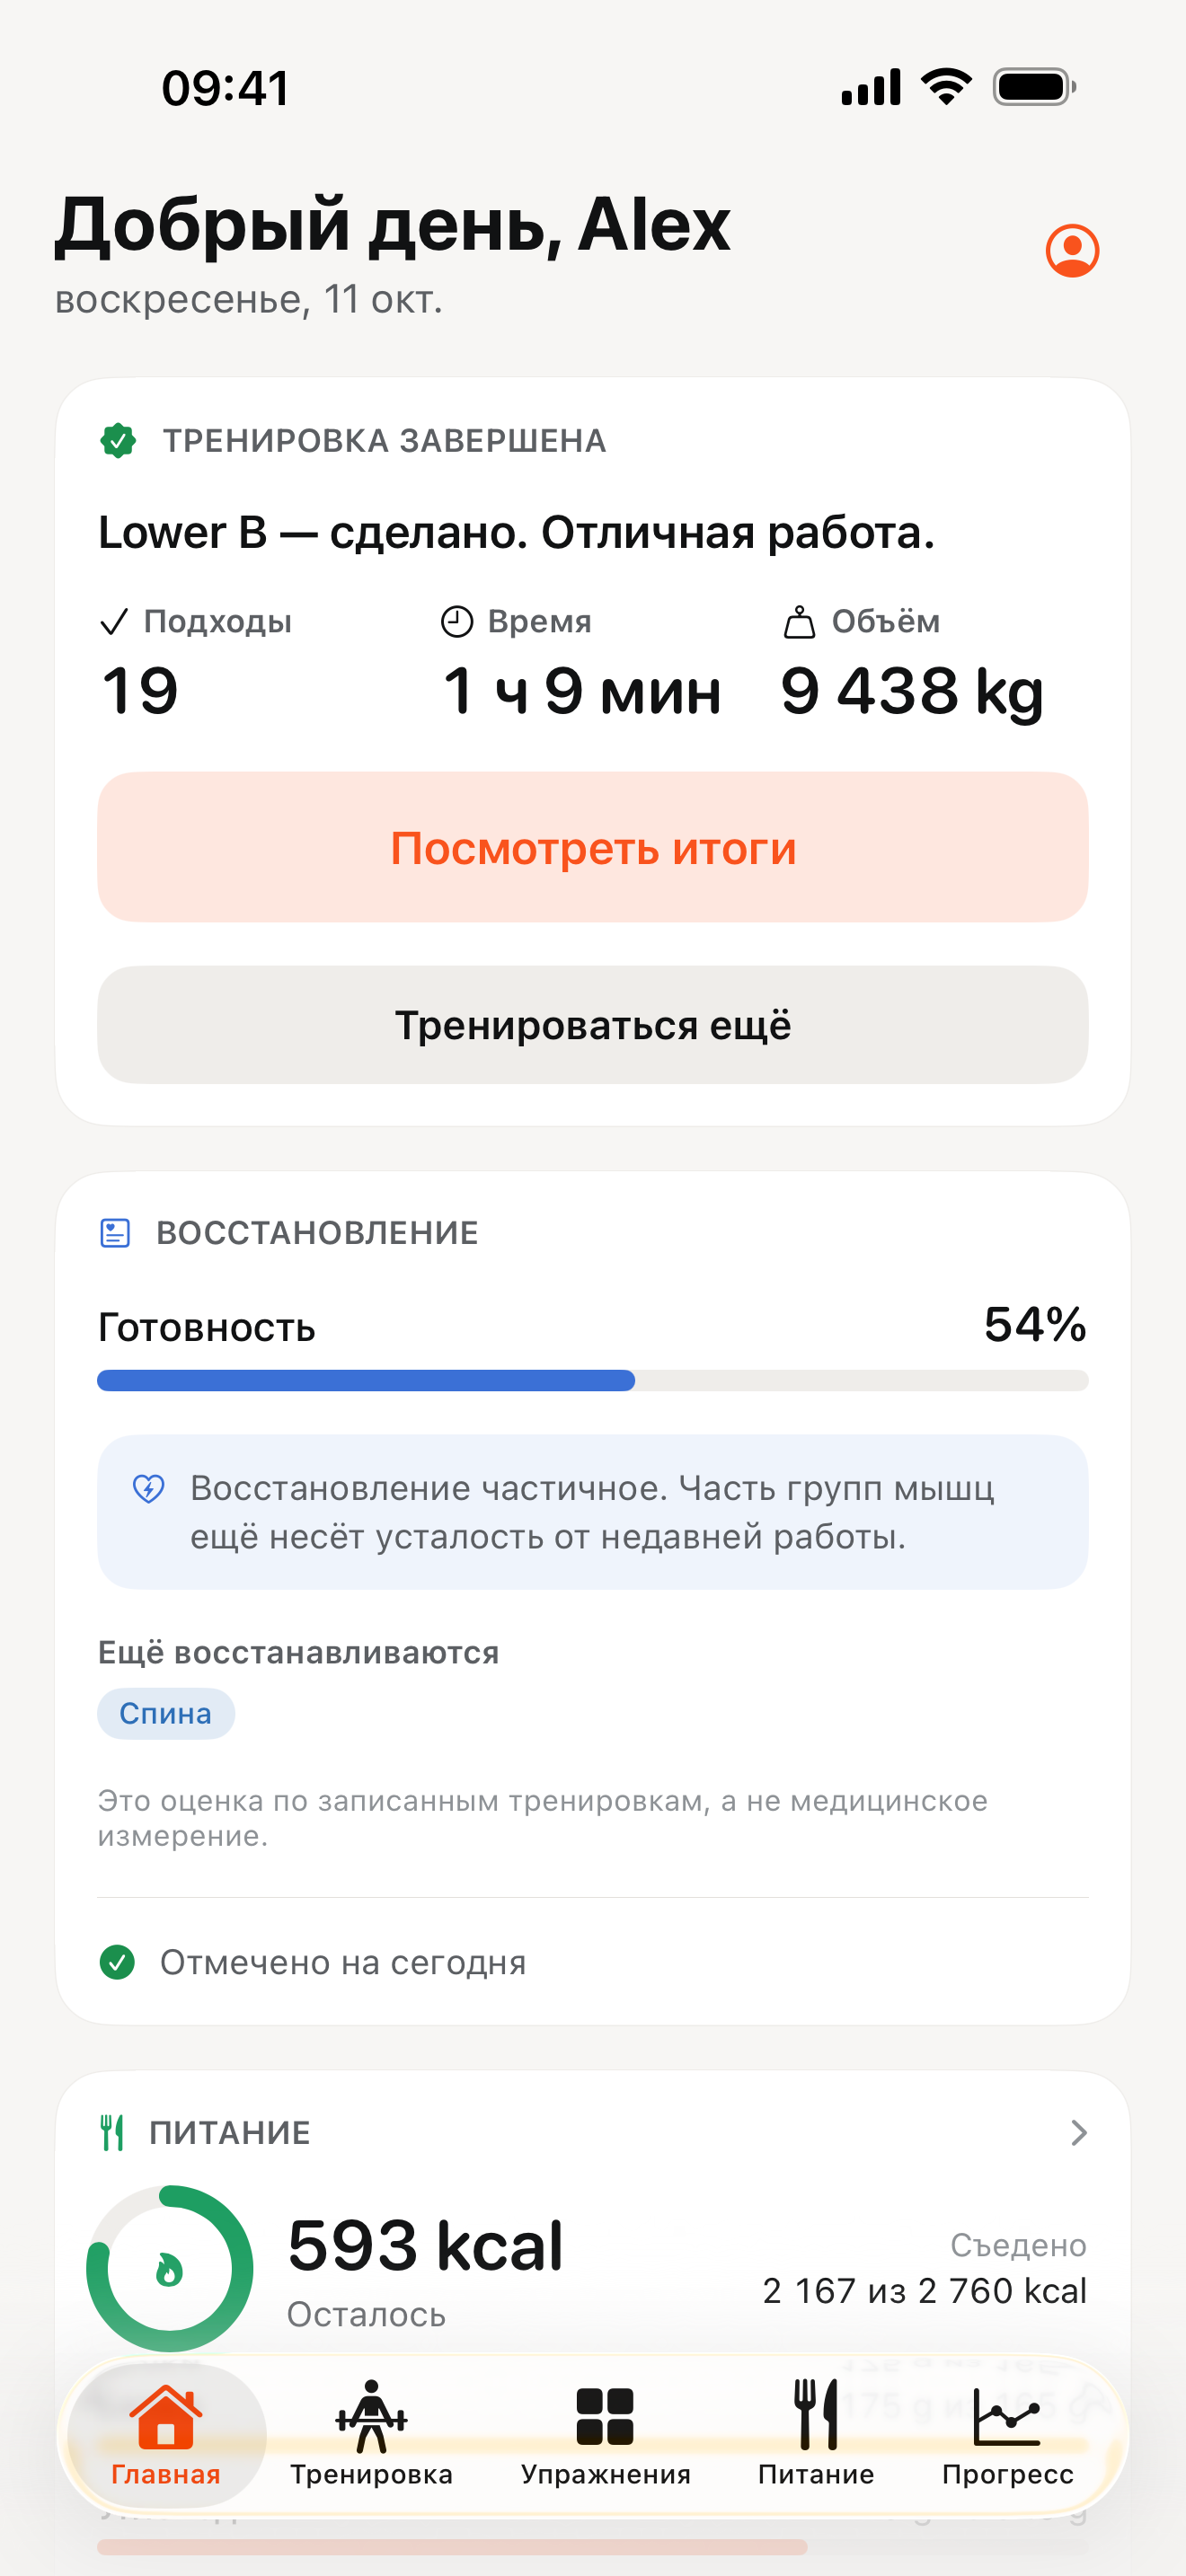 09:41
Добрый день, Alex
воскресенье, 11 окт.
ТРЕНИРОВКА ЗАВЕРШЕНА
Lower B — сделано. Отличная работа.
Подходы Время Объём
19 1 ч 9 мин 9 438 kg
Посмотреть итоги
Тренироваться ещё
ВОССТАНОВЛЕНИЕ
Готовность 54%
Восстановление частичное. Часть групп мышц
ещё несёт усталость от недавней работы.
Ещё восстанавливаются
Спина
Это оценка по записанным тренировкам, а не медицинское
измерение.
Отмечено на сегодня
ПИТАНИЕ
593 kcal
Осталось
Съедено
2 167 из 2 760 kcal
Главная Тренировка Упражнения Питание Прогресс